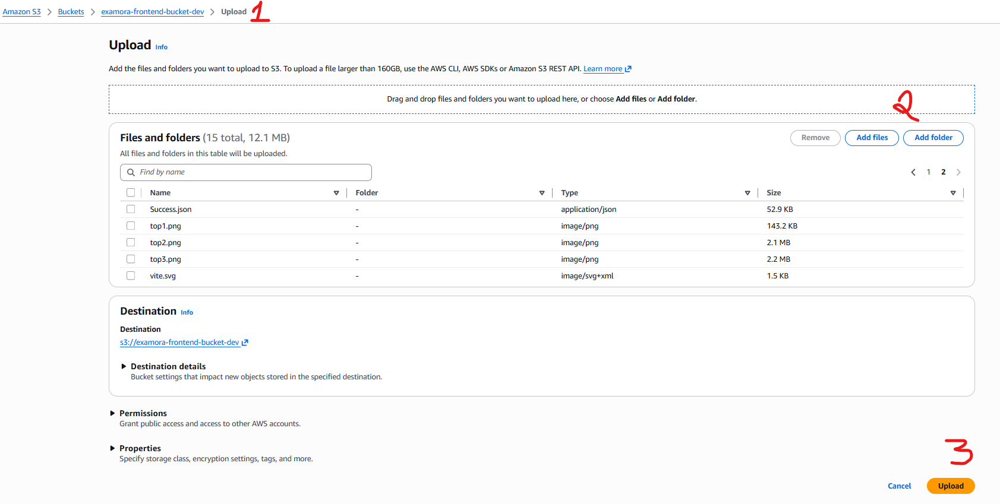 Amazon S3 > Buckets > examora-frontend-bucket-dev > Upload 1
Upload Info
Add the files and folders you want to upload to S3. To upload a file larger than 160GB, use the AWS CLI, AWS SDKs or Amazon S3 REST API. Learn more
Drag and drop files and folders you want to upload here, or choose Add files or Add folder.
2
Files and folders (15 total, 12.1 MB) Remove Add files Add folder
All files and folders in this table will be uploaded.
Find by name < 1 2 >
Name Folder Type Size
Success.json - application/json 52.9 KB
top1.png - image/png 143.2 KB
top2.png - image/png 2.1 MB
top3.png - image/png 2.2 MB
vite.svg - image/svg+xml 1.5 KB
Destination Info
Destination
s3://examora-frontend-bucket-dev
Destination details
Bucket settings that impact new objects stored in the specified destination.
Permissions
Grant public access and access to other AWS accounts.
Properties
Specify storage class, encryption settings, tags, and more.
3
Cancel Upload